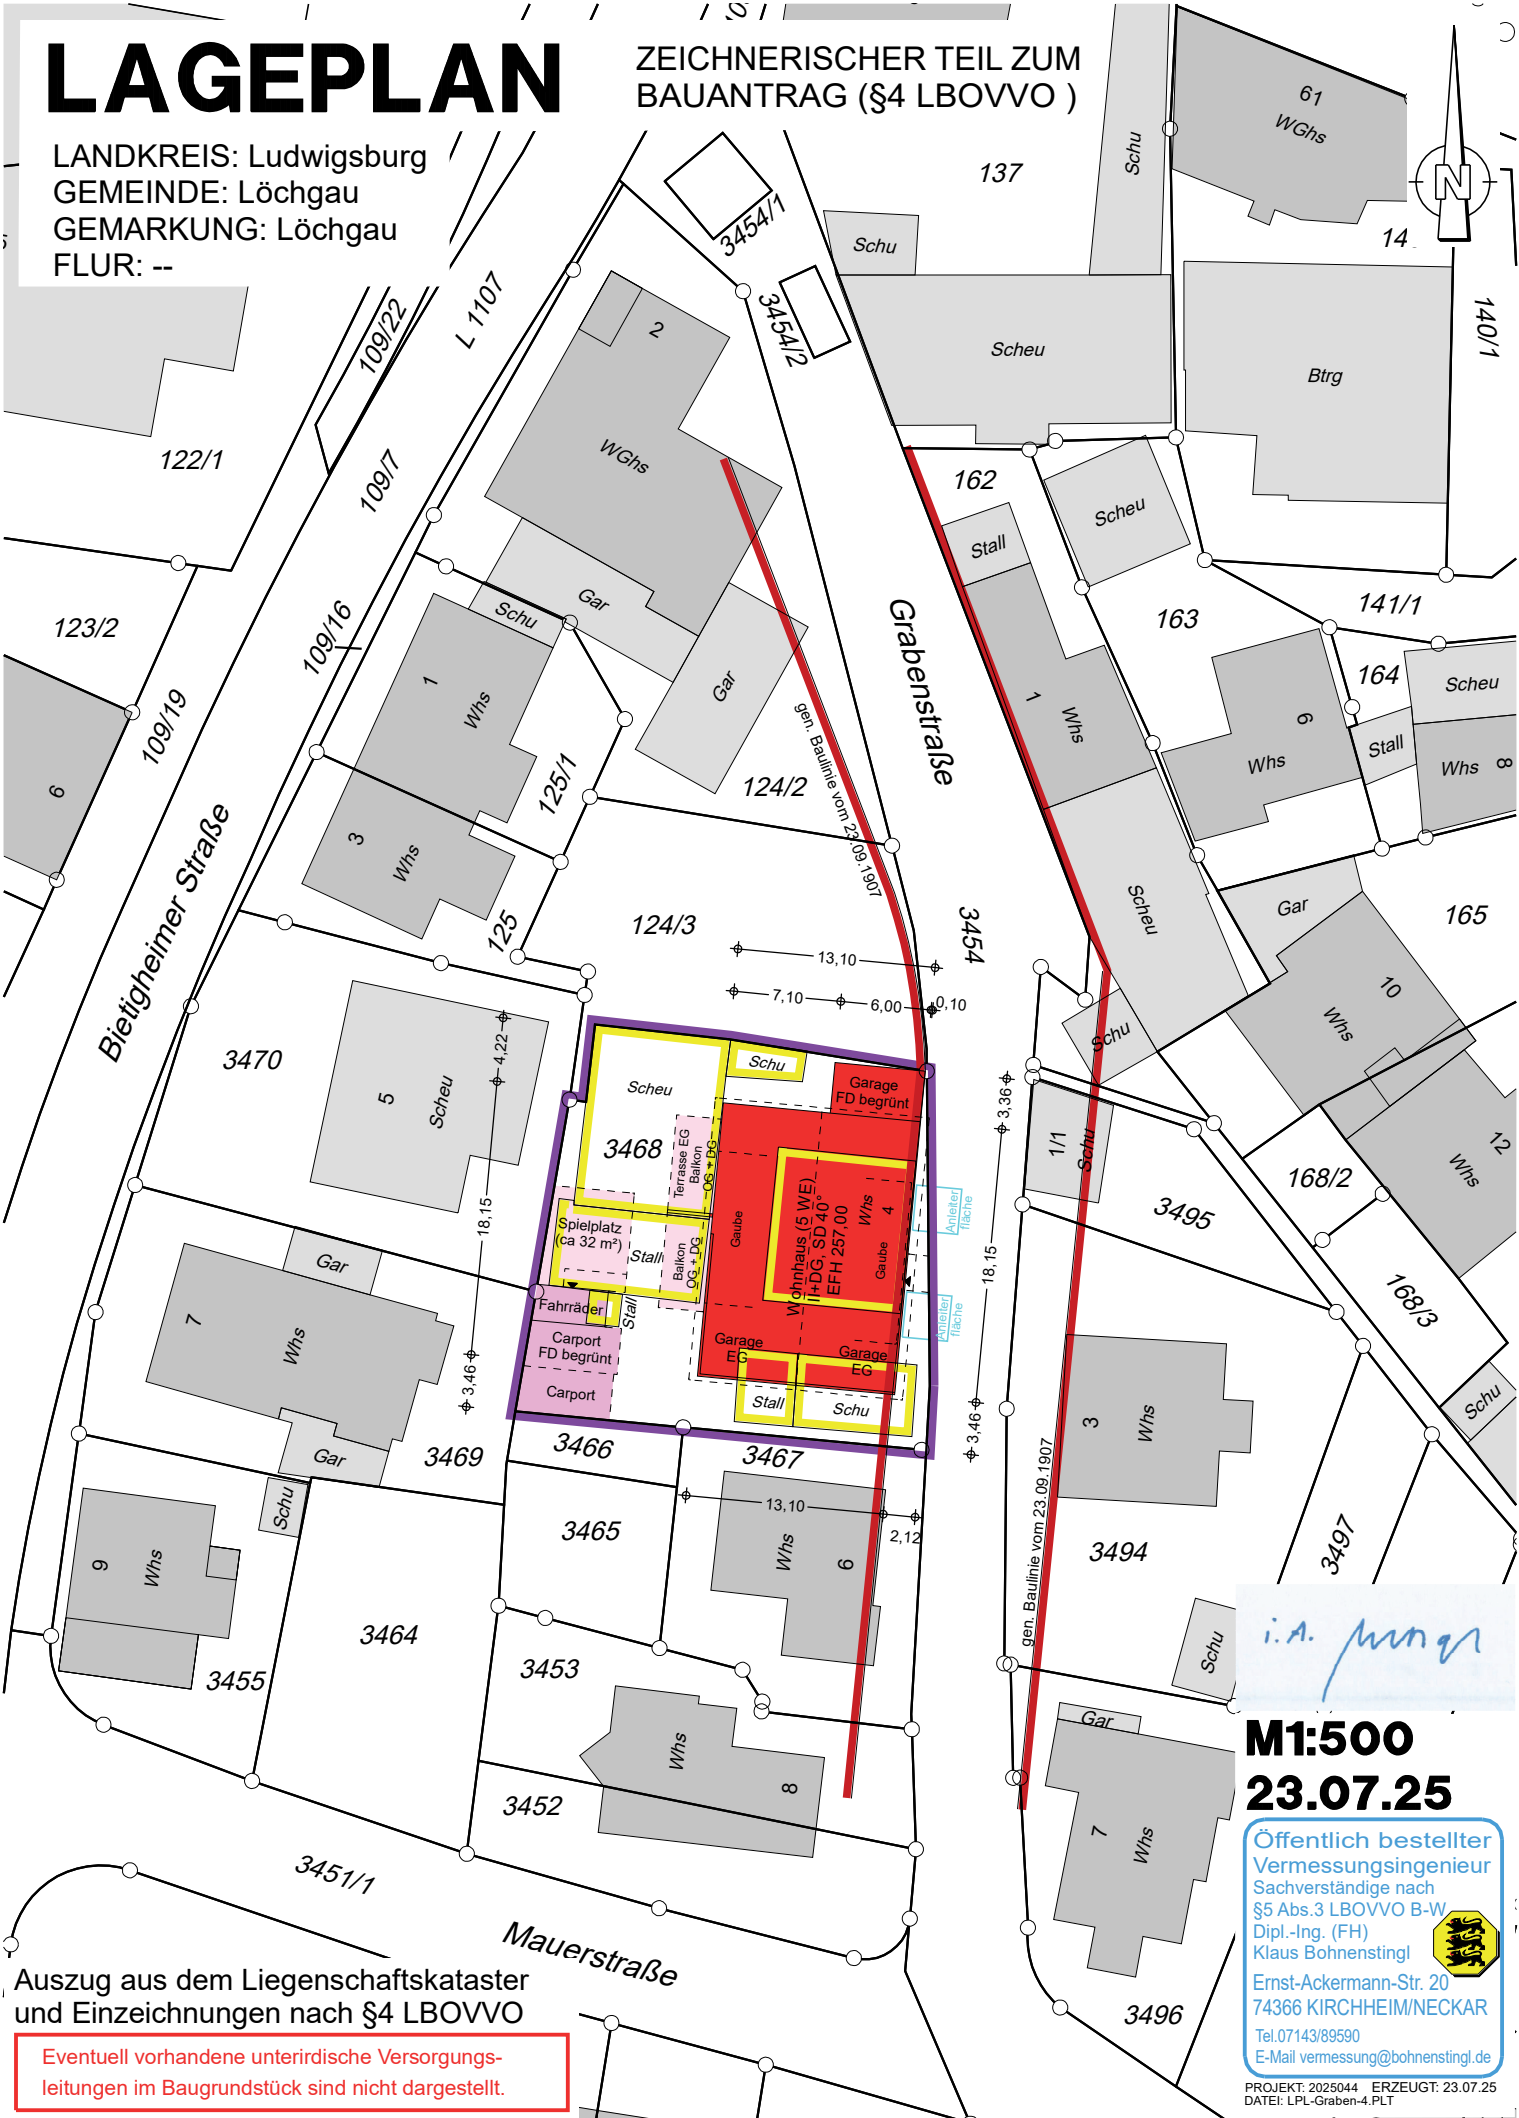 LAGEPLAN
ZEICHNERISCHER TEIL ZUM
BAUANTRAG (§4 LBOVVO )
LANDKREIS: Ludwigsburg
GEMEINDE: Löchgau
GEMARKUNG: Löchgau
FLUR: --
N
61
WGhs
Schu
137
3454/1
Schu
140/1
109/22
L 1107
2
3454/2
Scheu
Btrg
122/1
109/7
WGhs
162
Scheu
Stall
Gar
Schu
Grabenstraße
163
141/1
123/2
109/16
1
Whs
Gar
164
Scheu
109/19
1
Whs
6
Whs
Stall
Whs
8
6
125/1
124/2
gen. Baulinie vom 23.09.1907
3
Whs
Bietigheimer Straße
125
124/3
3454
Scheu
Gar
165
13,10
7,10
6,00
0,10
10
Whs
Schu
3470
5
Scheu
4,22
Scheu
Schu
Garage
FD begrünt
3,36
1/1
Schu
3468
Terrasse EG
Balkon
OG + DG
12
Whs
168/2
18,15
Spielplatz
(ca 32 m²)
Stall
Balkon
OG + DG
Gaube
Wohnhaus (5 WE)
II+DG, SD 40°
EFH 257,00
Whs
4
Gaube
Anleiter
fläche
18,15
3495
Gar
7
Whs
Fahrräder
Stall
Carport
FD begrünt
Carport
Garage
EG
Garage
EG
Anleiter
fläche
168/3
3,46
Stall
Schu
3,46
3
Whs
Schu
Gar
3469
3466
3467
Schu
13,10
2,12
3465
Whs
6
gen. Baulinie vom 23.09.1907
3494
3497
9
Whs
3464
3455
3453
Schu
i.A.
Gar
Whs
8
3452
7
Whs
M1:500
23.07.25
3451/1
Mauerstraße
3496
Öffentlich bestellter
Vermessungsingenieur
Sachverständige nach
§5 Abs.3 LBOVVO B-W
Dipl.-Ing. (FH)
Klaus Bohnenstingl
Ernst-Ackermann-Str. 20
74366 KIRCHHEIM/NECKAR
Tel.07143/89590
E-Mail vermessung@bohnenstingl.de
PROJEKT: 2025044 ERZEUGT: 23.07.25
DATEI: LPL-Graben-4.PLT
Auszug aus dem Liegenschaftskataster
und Einzeichnungen nach §4 LBOVVO
Eventuell vorhandene unterirdische Versorgungs-
leitungen im Baugrundstück sind nicht dargestellt.